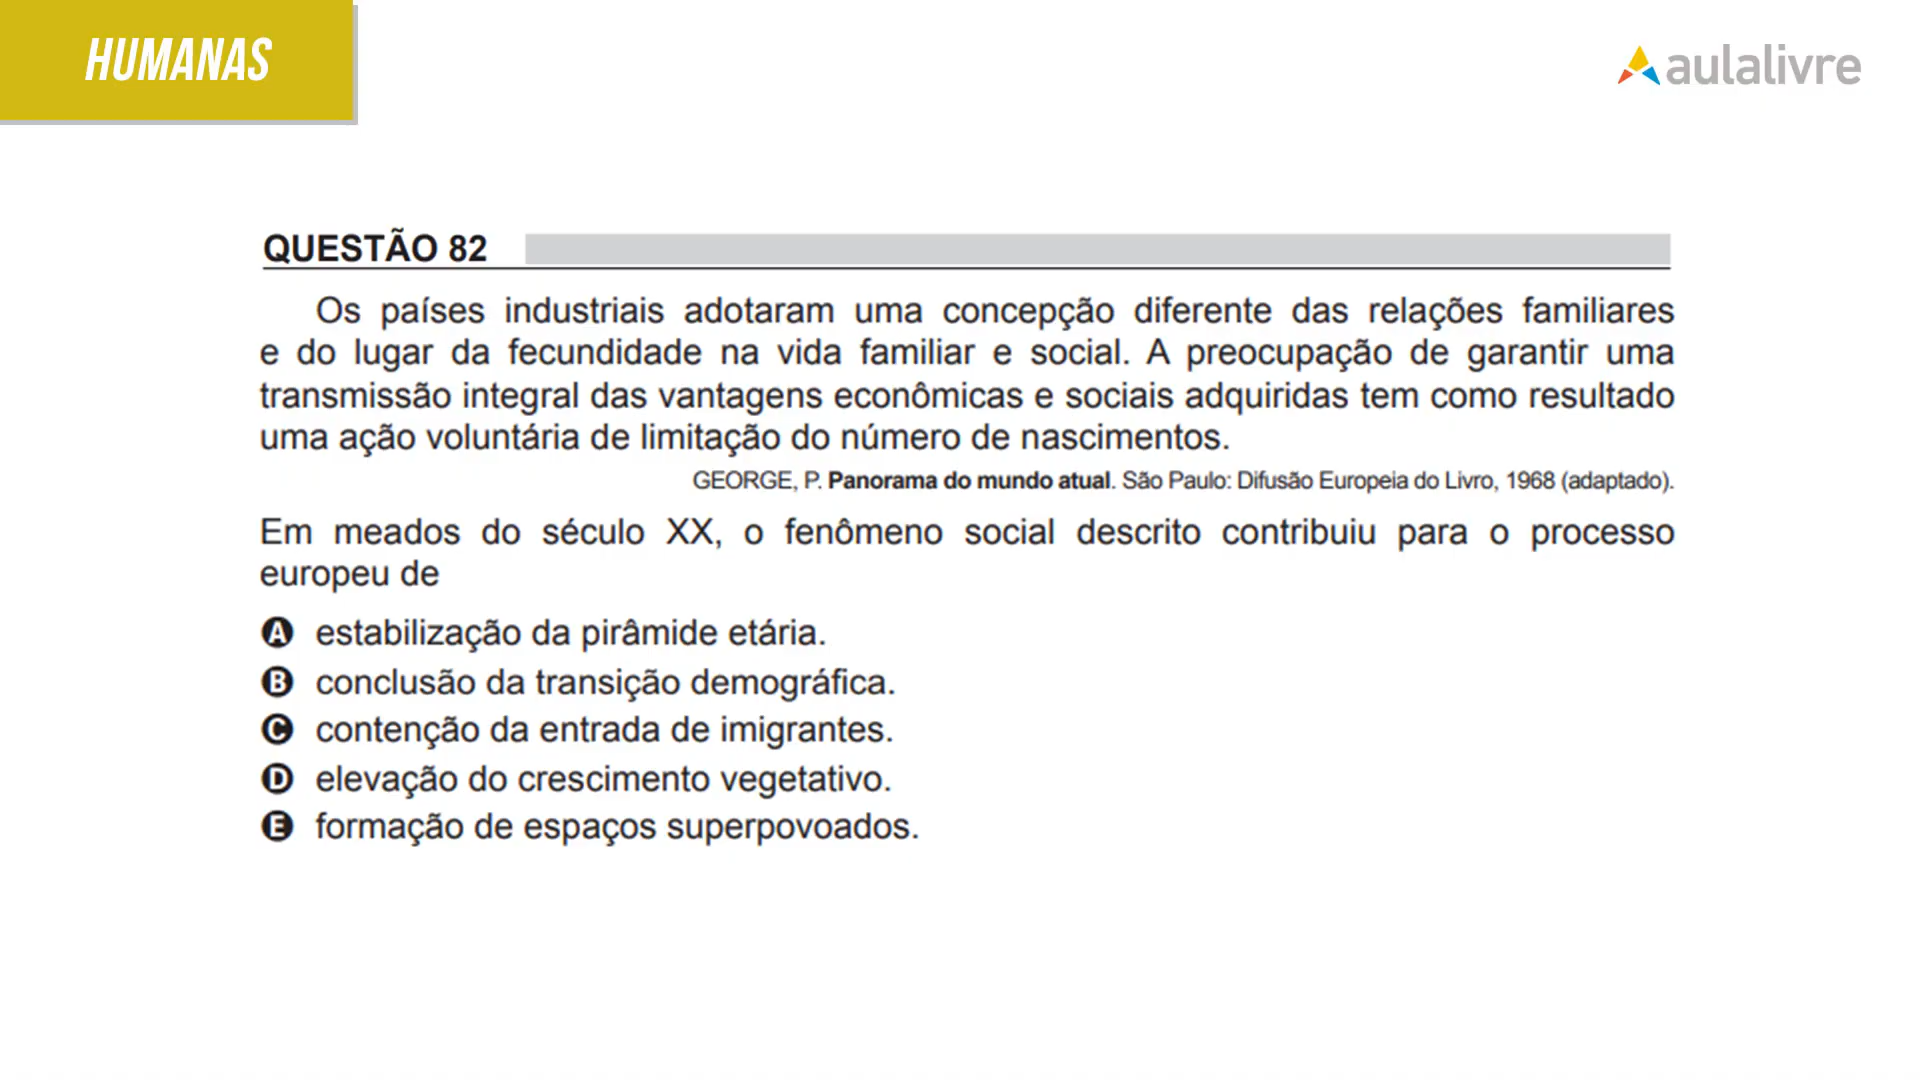 HUMANAS
aulalivre
QUESTÃO 82
Os países industriais adotaram uma concepção diferente das relações familiares
e do lugar da fecundidade na vida familiar e social. A preocupação de garantir uma
transmissão integral das vantagens econômicas e sociais adquiridas tem como resultado
uma ação voluntária de limitação do número de nascimentos.
GEORGE, P. Panorama do mundo atual. São Paulo: Difusão Europeia do Livro, 1968 (adaptado).
Em meados do século XX, o fenômeno social descrito contribuiu para o processo
europeu de
A estabilização da pirâmide etária.
B conclusão da transição demográfica.
C contenção da entrada de imigrantes.
D elevação do crescimento vegetativo.
E formação de espaços superpovoados.